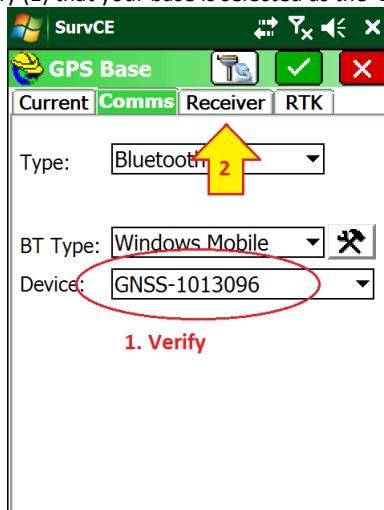 SurvCE
GPS Base
Current Comms Receiver RTK
Type: Bluetooth
2
BT Type: Windows Mobile
Device: GNSS-1013096
1. Verify